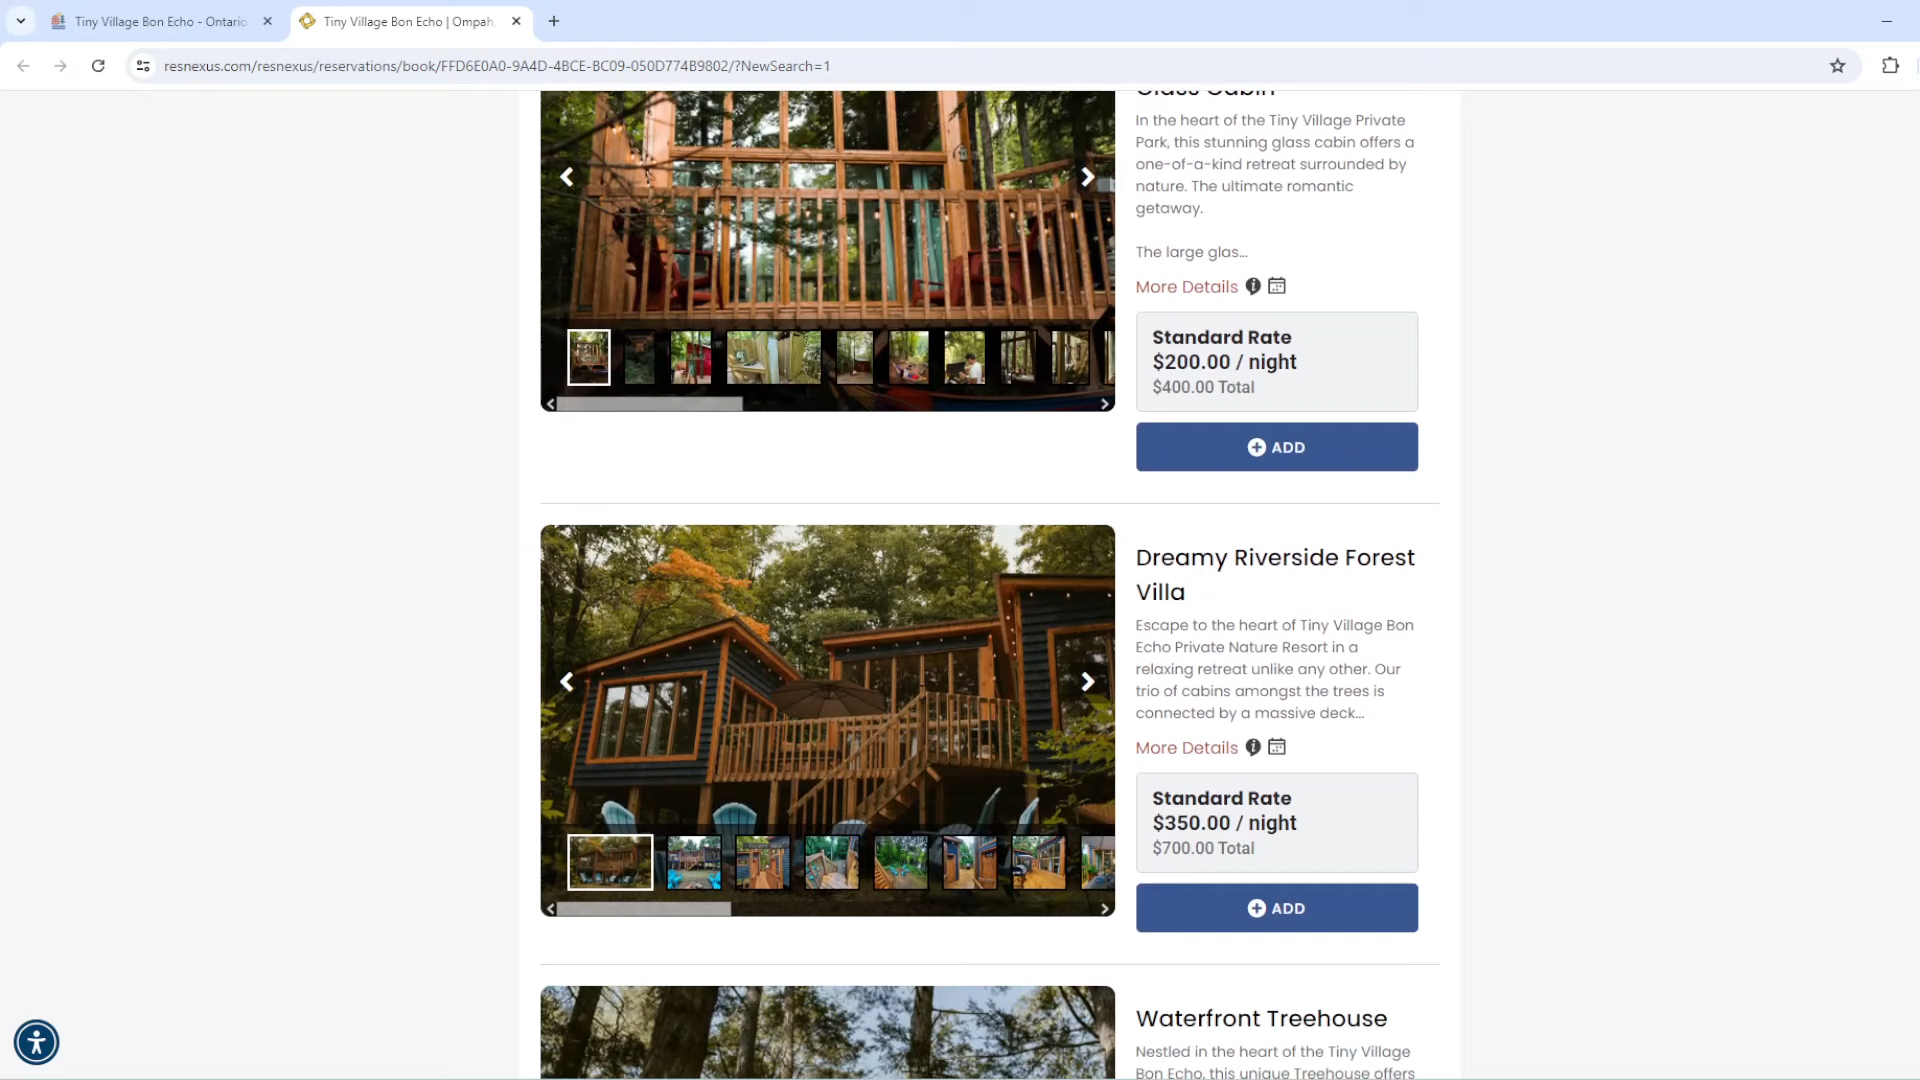 Tiny Village Bon Echo - Ontario
Tiny Village Bon Echo | Ompah,
resnexus.com/resnexus/reservations/book/FFD6E0A0-9A4D-4BCE-BC09-050D774B9802/?NewSearch=1
Glass Cabin
In the heart of the Tiny Village Private
Park, this stunning glass cabin offers a
one-of-a-kind retreat surrounded by
nature. The ultimate romantic
getaway.
The large glas...
More Details
Standard Rate
$200.00 / night
$400.00 Total
ADD
Dreamy Riverside Forest
Villa
Escape to the heart of Tiny Village Bon
Echo Private Nature Resort in a
relaxing retreat unlike any other. Our
trio of cabins amongst the trees is
connected by a massive deck...
More Details
Standard Rate
$350.00 / night
$700.00 Total
ADD
Waterfront Treehouse
Nestled in the heart of the Tiny Village
Bon Echo, this unique Treehouse offers